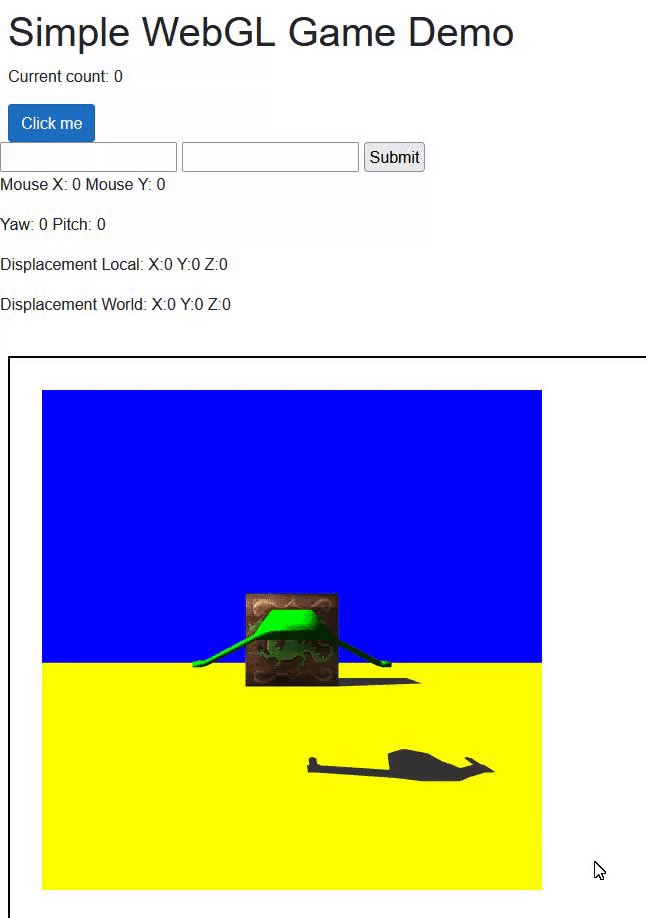 Simple WebGL Game Demo
Current count: 0
Click me
Submit
Mouse X: 0 Mouse Y: 0
Yaw: 0 Pitch: 0
Displacement Local: X:0 Y:0 Z:0
Displacement World: X:0 Y:0 Z:0